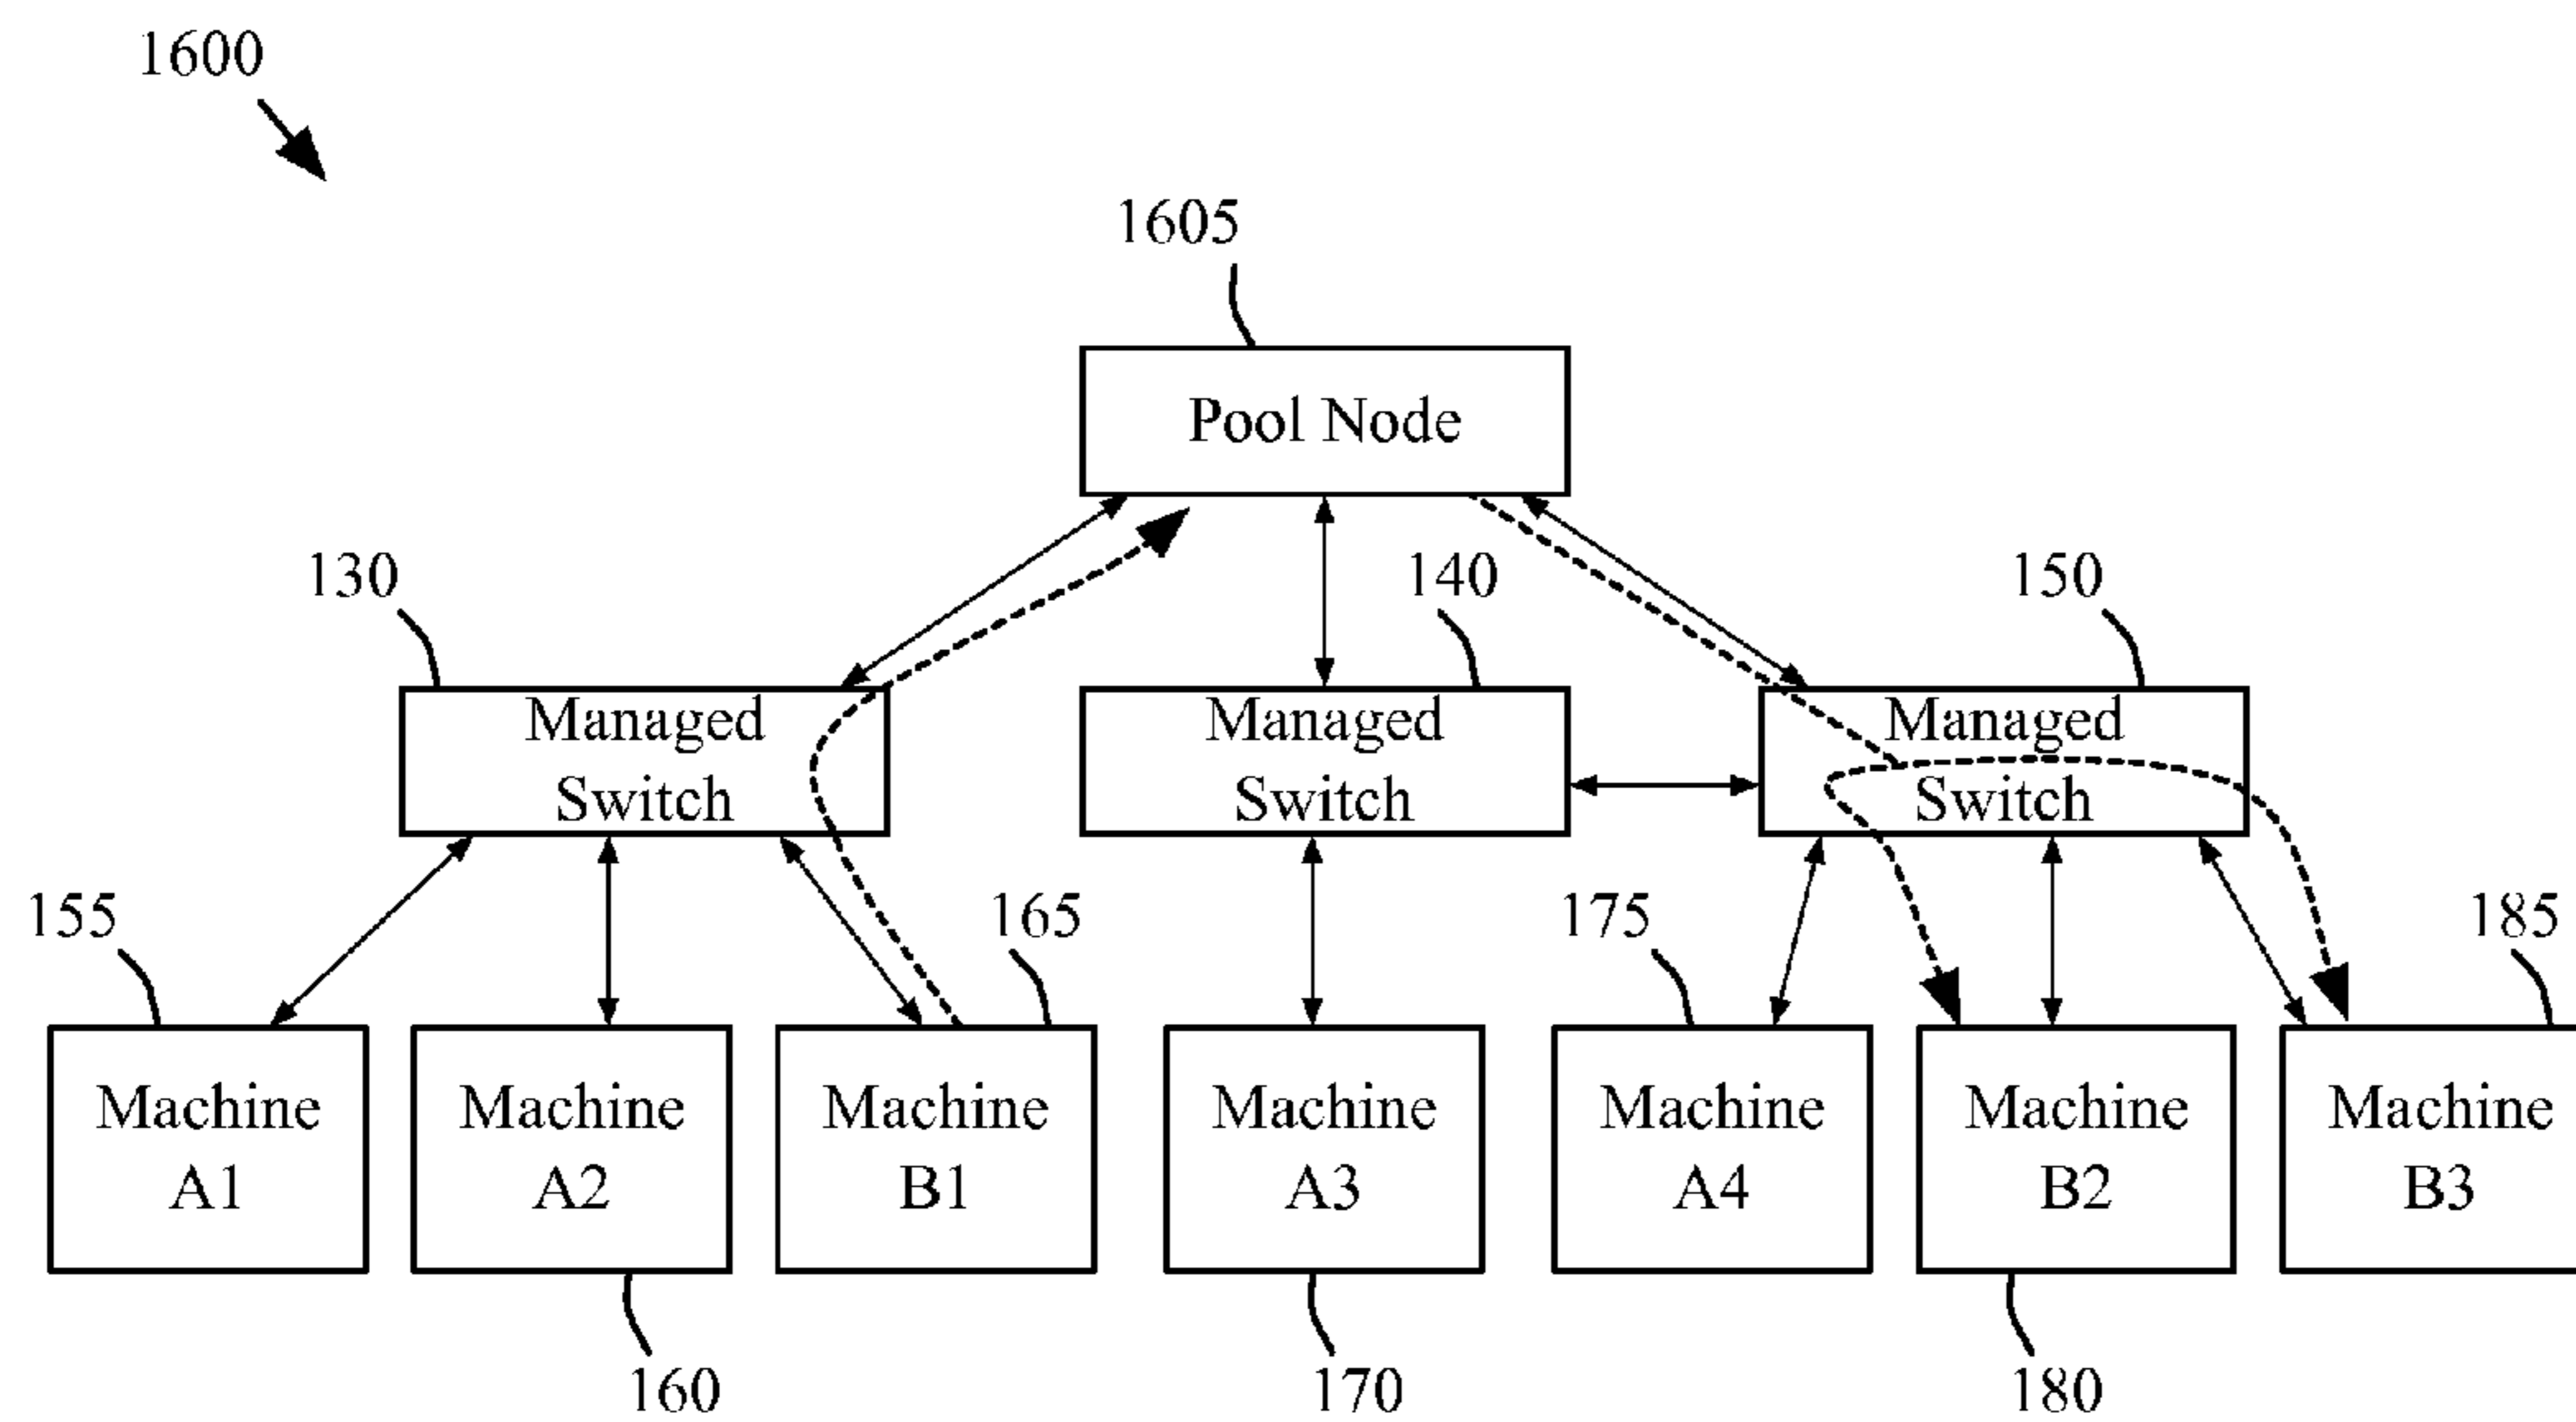 1600
1605
Pool Node
130
140
150
Managed
Switch
Managed
Switch
Managed
Switch
155
165
175
185
Machine
A1
Machine
A2
Machine
B1
Machine
A3
Machine
A4
Machine
B2
Machine
B3
160
170
180